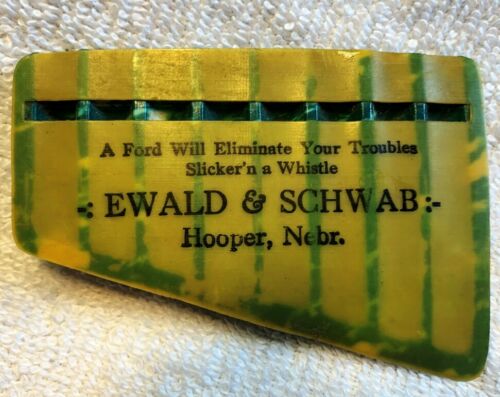 A Ford Will Eliminate Your Troubles
Slicker'n a Whistle
-: EWALD & SCHWAB :-
Hooper, Nebr.